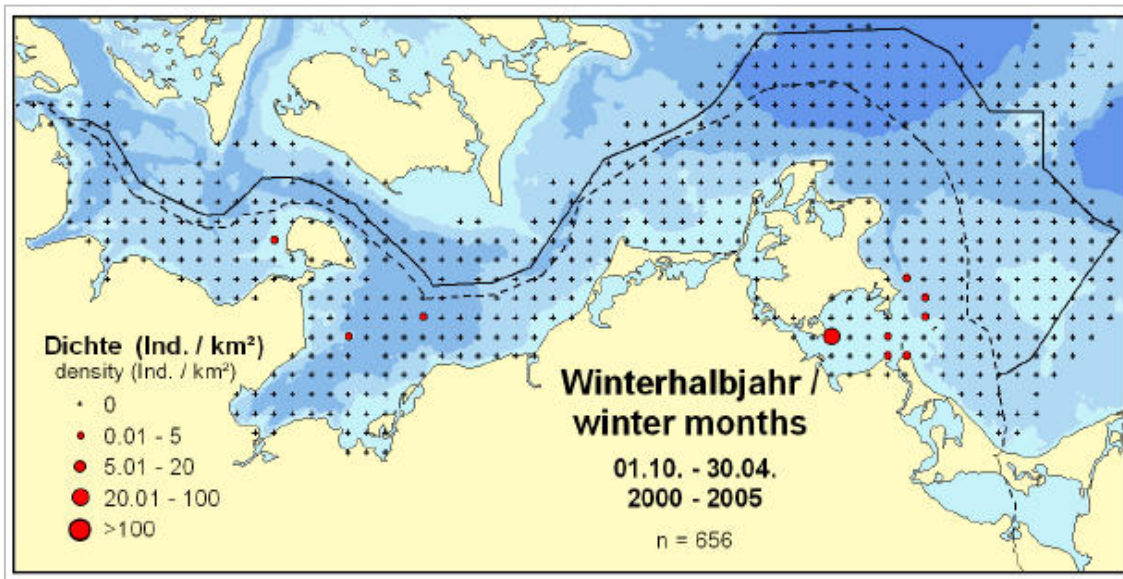 Dichte (Ind. / km²)
density (Ind. / km²)
0
0.01 - 5
5.01 - 20
20.01 - 100
>100
Winterhalbjahr /
winter months
01.10. - 30.04.
2000 - 2005
n = 656